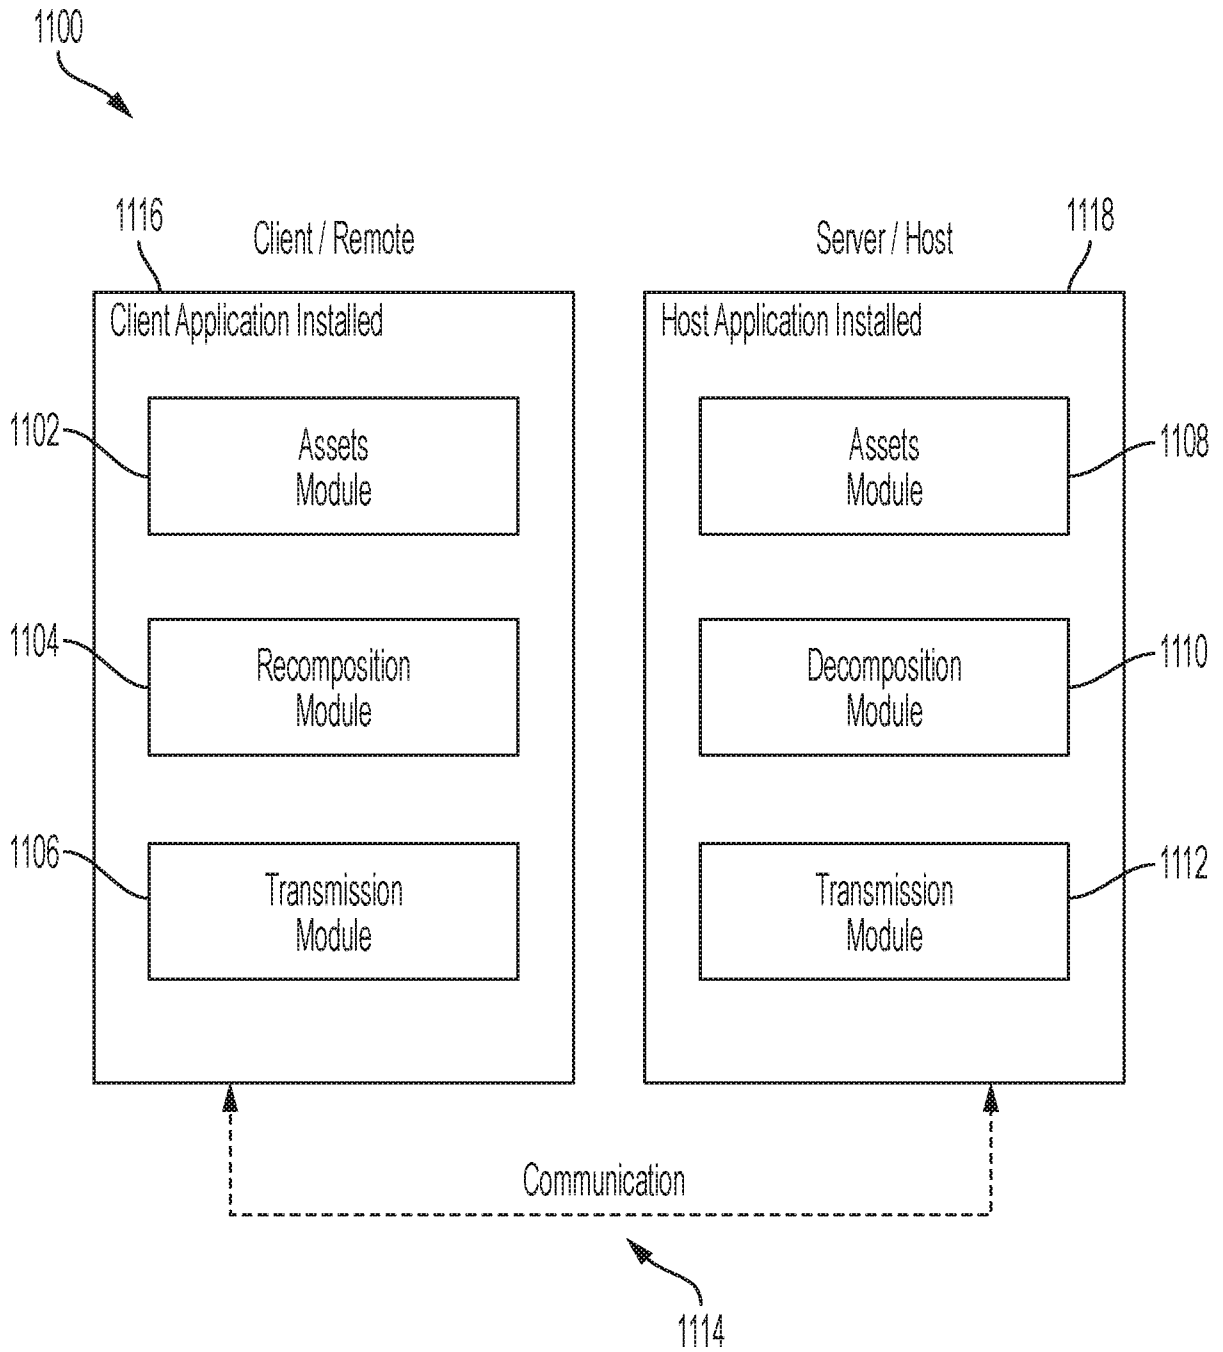 1100
1116
Client / Remote
Server / Host
1118
Client Application Installed
Host Application Installed
1102
Assets
Module
Assets
Module
1108
1104
Recomposition
Module
Decomposition
Module
1110
1106
Transmission
Module
Transmission
Module
1112
Communication
1114